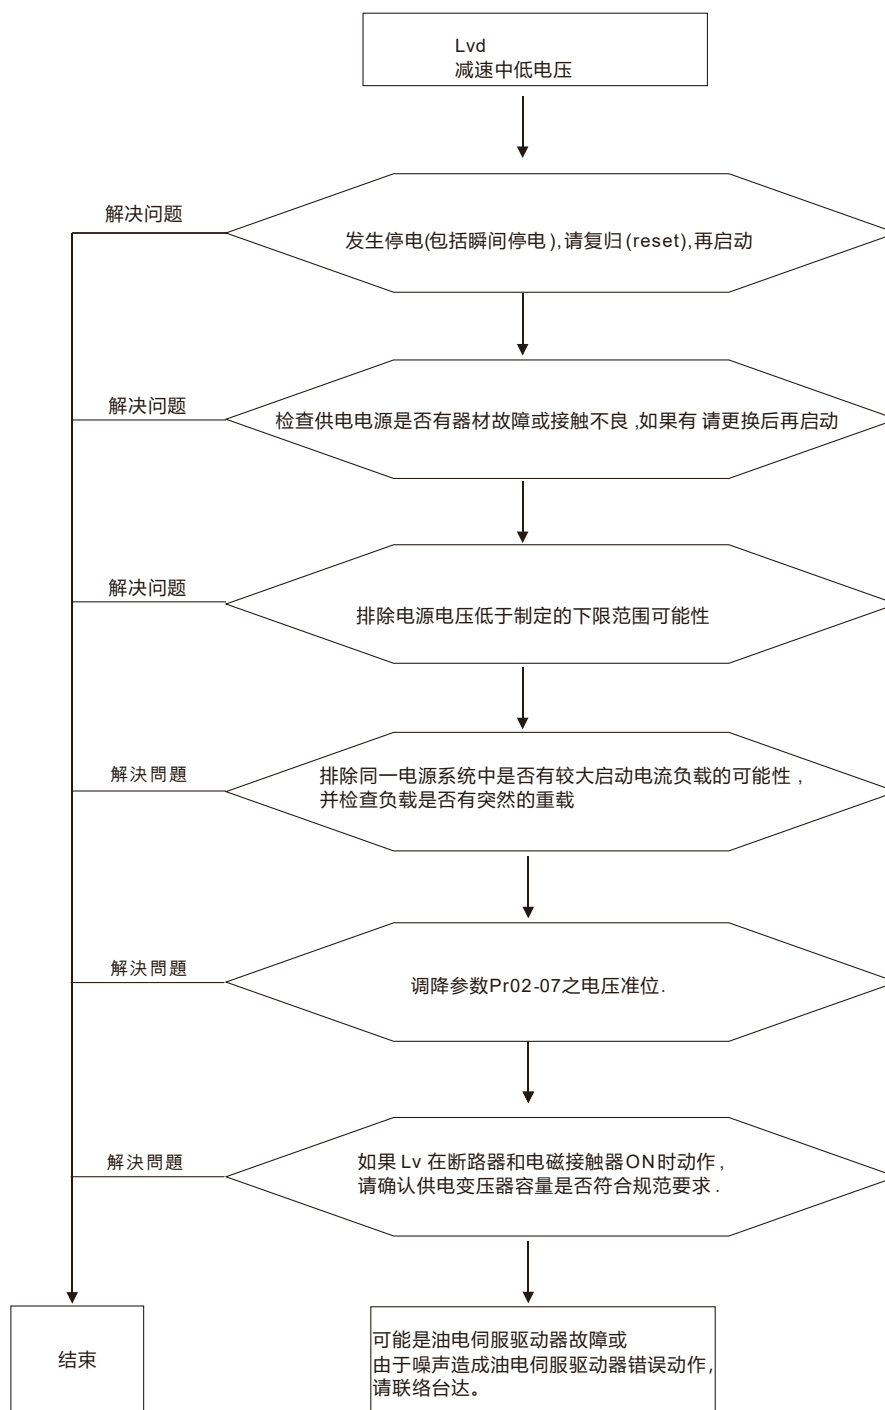 Lvd
减速中低电压
解决问题
发生停电(包括瞬间停电),请复归(reset),再启动
解决问题
检查供电电源是否有器材故障或接触不良,如果有 请更换后再启动
解决问题
排除电源电压低于制定的下限范围可能性
解決問題
排除同一电源系统中是否有较大启动电流负载的可能性,
并检查负载是否有突然的重载
解決問題
调降参数Pr02-07之电压准位.
解決問題
如果 Lv 在断路器和电磁接触器ON时动作,
请确认供电变压器容量是否符合规范要求.
结束
可能是油电伺服驱动器故障或
由于噪声造成油电伺服驱动器错误动作,
请联络台达。